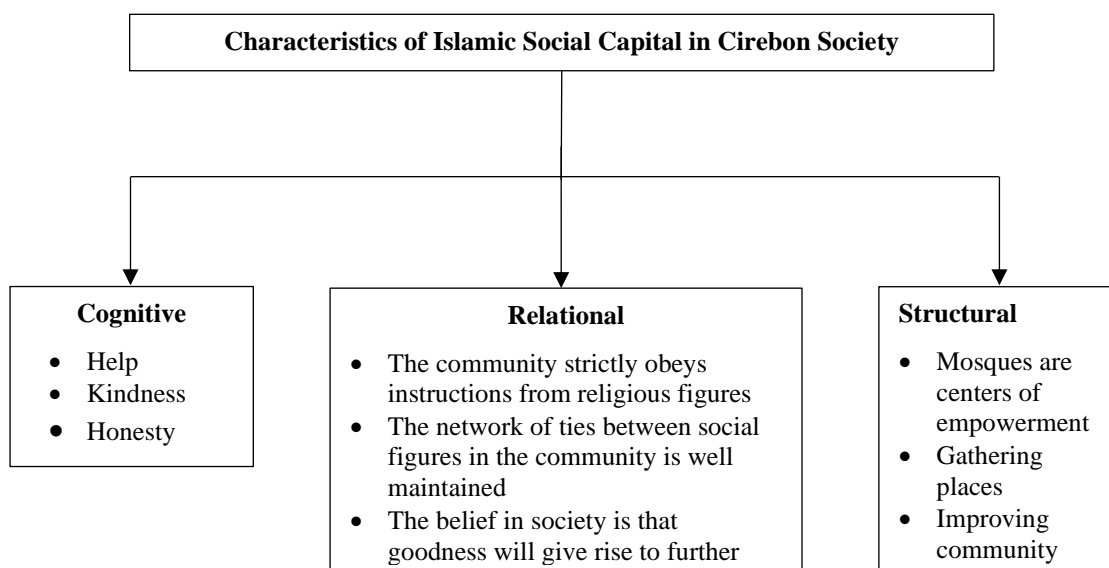 Characteristics of Islamic Social Capital in Cirebon Society
Cognitive
• Help
• Kindness
• Honesty
Relational
• The community strictly obeys
instructions from religious figures
• The network of ties between social
figures in the community is well
maintained
• The belief in society is that
goodness will give rise to further
Structural
• Mosques are
centers of
empowerment
• Gathering
places
• Improving
community